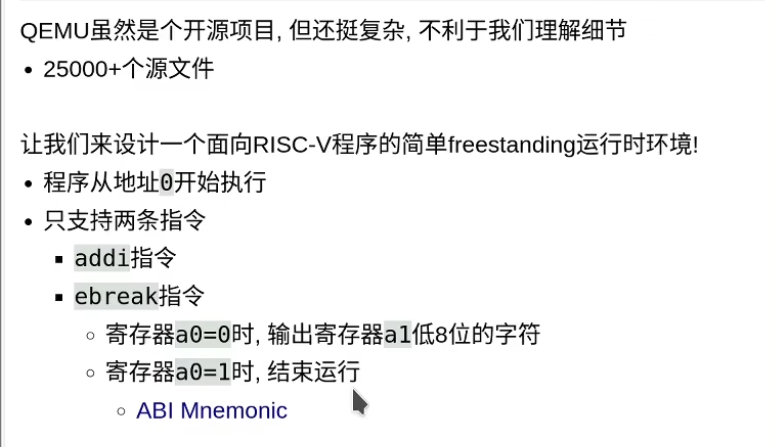 QEMU虽然是个开源项目, 但还挺复杂, 不利于我们理解细节
• 25000+个源文件
让我们来设计一个面向RISC-V程序的简单freestanding运行时环境!
• 程序从地址0开始执行
• 只支持两条指令
▪ addi指令
▪ ebreak指令
○ 寄存器a0=0时, 输出寄存器a1低8位的字符
○ 寄存器a0=1时, 结束运行
○ ABI Mnemonic